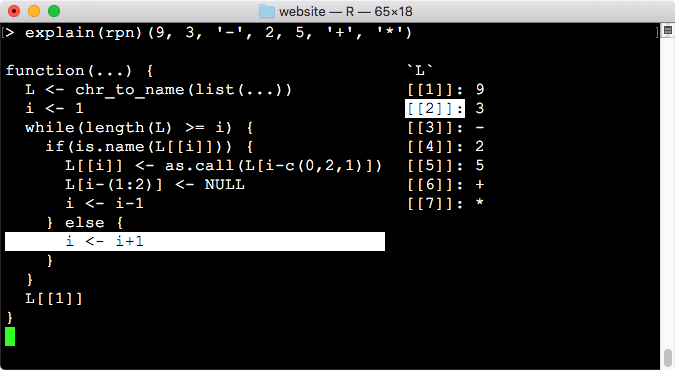 website — R — 65×18
> explain(rpn)(9, 3, '-', 2, 5, '+', '*')
function(...) { `L`
L <- chr_to_name(list(...)) [[1]]: 9
i <- 1 [[2]]: 3
while(length(L) >= i) { [[3]]: -
if(is.name(L[[i]])) { [[4]]: 2
L[[i]] <- as.call(L[i-c(0,2,1)]) [[5]]: 5
L[i-(1:2)] <- NULL [[6]]: +
i <- i-1 [[7]]: *
} else {
i <- i+1
}
}
L[[1]]
}